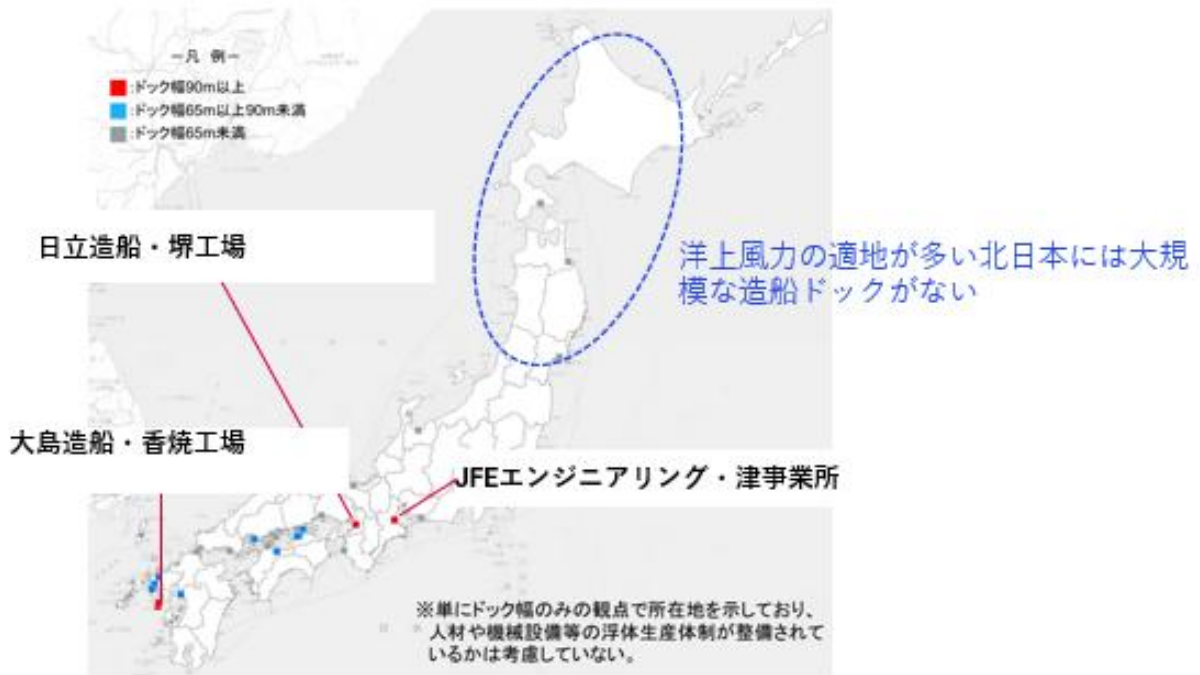 －凡 例－
:ドック幅90m以上
:ドック幅65m以上90m未満
:ドック幅65m未満
日立造船・堺工場
洋上風力の適地が多い北日本には大規
模な造船ドックがない
大島造船・香焼工場
JFEエンジニアリング・津事業所
※単にドック幅のみの観点で所在地を示しており、
人材や機械設備等の浮体生産体制が整備されて
いるかは考慮していない。